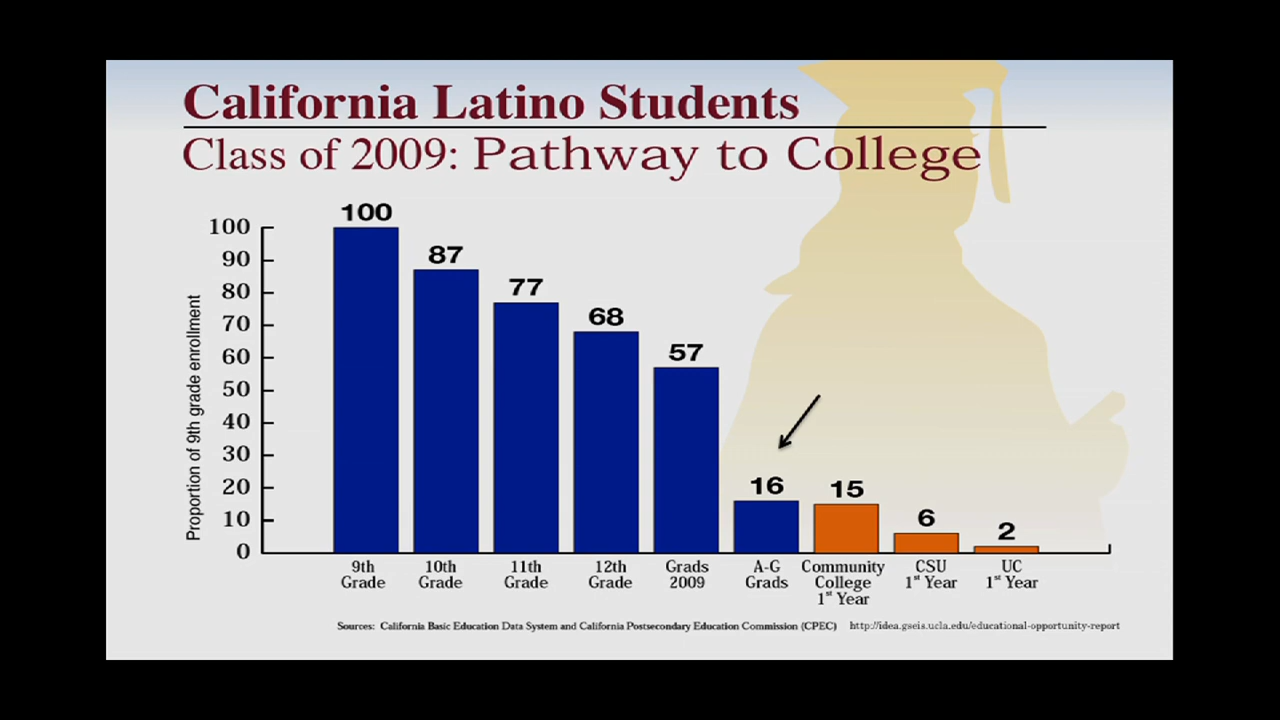 California Latino Students
Class of 2009: Pathway to College
Proportion of 9th grade enrollment
100
90
80
70
60
50
40
30
20
10
0
100
87
77
68
57
16
15
6
2
9th
Grade
10th
Grade
11th
Grade
12th
Grade
Grads
2009
A-G
Grads
Community
College
1st Year
CSU
1st Year
UC
1st Year
Sources: California Basic Education Data System and California Postsecondary Education Commission (CPEC) http://idea.gseis.ucla.edu/educational-opportunity-report